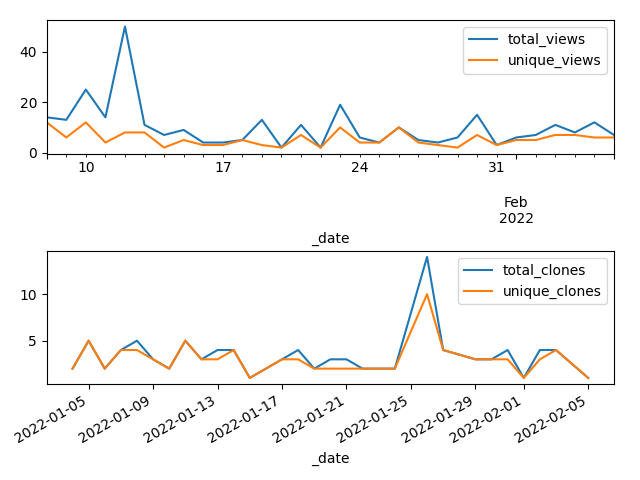 40
20
0
total_views
unique_views
10
17
24
31
Feb
2022
_date
10
5
total_clones
unique_clones
2022-01-05
2022-01-09
2022-01-13
2022-01-17
2022-01-21
2022-01-25
2022-01-29
2022-02-01
2022-02-05
_date